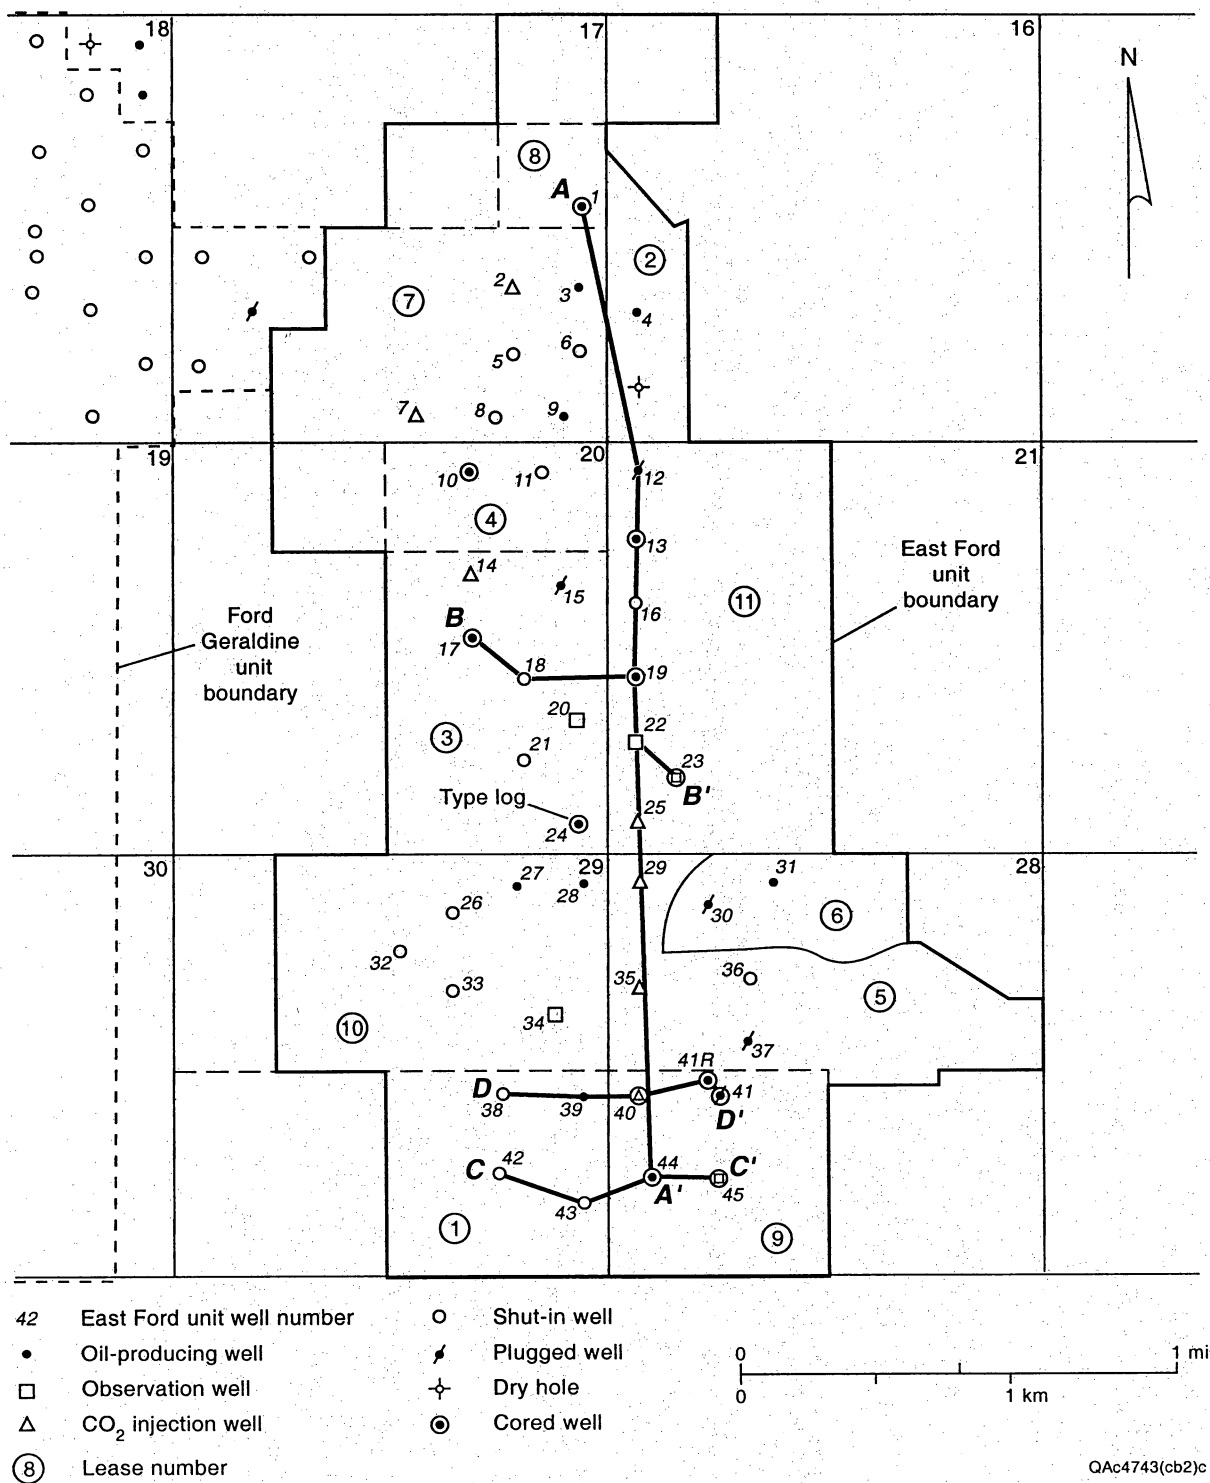 18
17
16
N
8
A
1
2
2
3
7
4
6
5
7
8
9
19
20
21
10
11
12
4
13
East Ford
unit
boundary
14
15
11
16
Ford
Geraldine
unit
boundary
B
17
18
19
20
22
3
21
23
B'
Type log
25
24
30
29
28
27
28
29
31
26
30
6
32
33
35
36
5
34
10
37
41R
D
38
39
40
41
D'
C
42
44
C'
A'
45
43
1
9
42 East Ford unit well number
Oil-producing well
Observation well
CO2 injection well
8 Lease number
Shut-in well
Plugged well
Dry hole
Cored well
0 1 mi
0 1 km
QAc4743(cb2)c